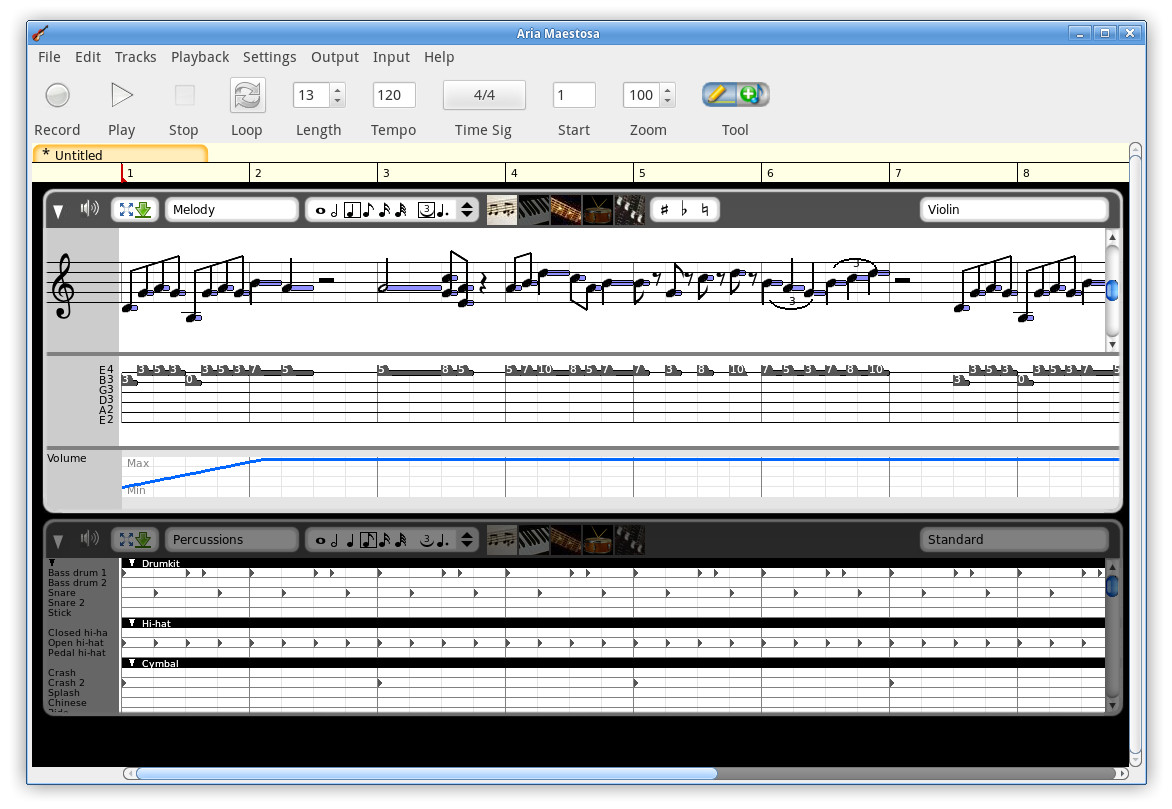 Aria Maestosa
File Edit Tracks Playback Settings Output Input Help
13 120 4/4 1 100
Record Play Stop Loop Length Tempo Time Sig Start Zoom Tool
* Untitled
1 2 3 4 5 6 7 8
Melody 3 Violin
3 3
E4 3 5 3 3 5 3 7 5 5 8 5 5 7 10 8 5 7 7 3 8 10 7 5 3 7 8 10 3 5 3 3 5 3 7 5
B3 3 0 3 0
G3
D3
A2
E2
Volume
Max
Min
Percussions 3 Standard
Drumkit
Bass drum 1
Bass drum 2
Snare
Snare 2
Stick
Hi-hat
Closed hi-ha
Open hi-hat
Pedal hi-hat
Cymbal
Crash
Crash 2
Splash
Chinese